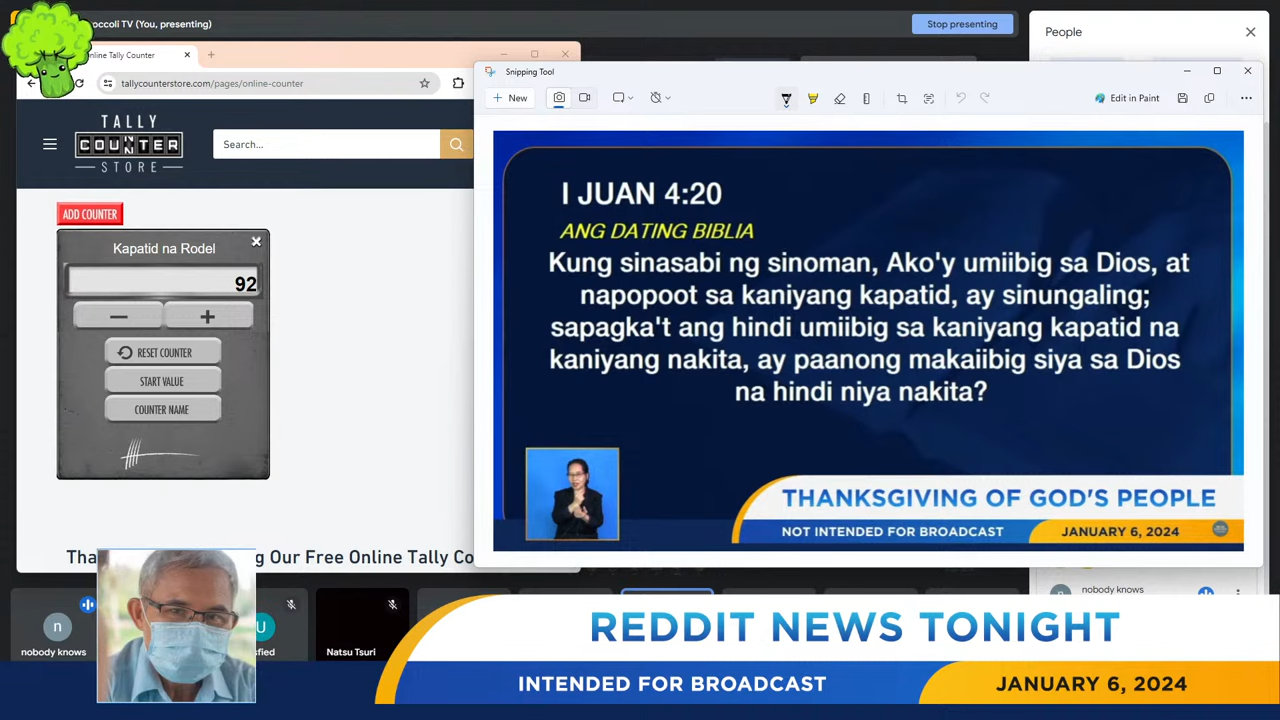 occoli TV (You, presenting)
Stop presenting
People
nline Tally Counter
tallycounterstore.com/pages/online-counter
TALLY
COUNTER
STORE
Search...
ADD COUNTER
Kapatid na Rodel
92
RESET COUNTER
START VALUE
COUNTER NAME
Tha
g Our Free Online Tally Co
Snipping Tool
New
Edit in Paint
I JUAN 4:20
ANG DATING BIBLIA
Kung sinasabi ng sinoman, Ako'y umiibig sa Dios, at
napopoot sa kaniyang kapatid, ay sinungaling;
sapagka't ang hindi umiibig sa kaniyang kapatid na
kaniyang nakita, ay paanong makaiibig siya sa Dios
na hindi niya nakita?
THANKSGIVING OF GOD'S PEOPLE
NOT INTENDED FOR BROADCAST
JANUARY 6, 2024
nobody knows
n
nobody knows
U
sfied
Natsu Tsuri
REDDIT NEWS TONIGHT
INTENDED FOR BROADCAST
JANUARY 6, 2024